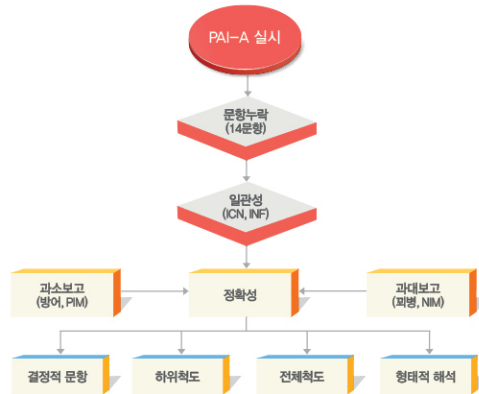 PAI-A 실시
문항누락
(14문항)
일관성
(ICN, INF)
과소보고
(방어, PIM)
정확성
과대보고
(꾀병, NIM)
결정적 문항
하위척도
전체척도
형태적 해석